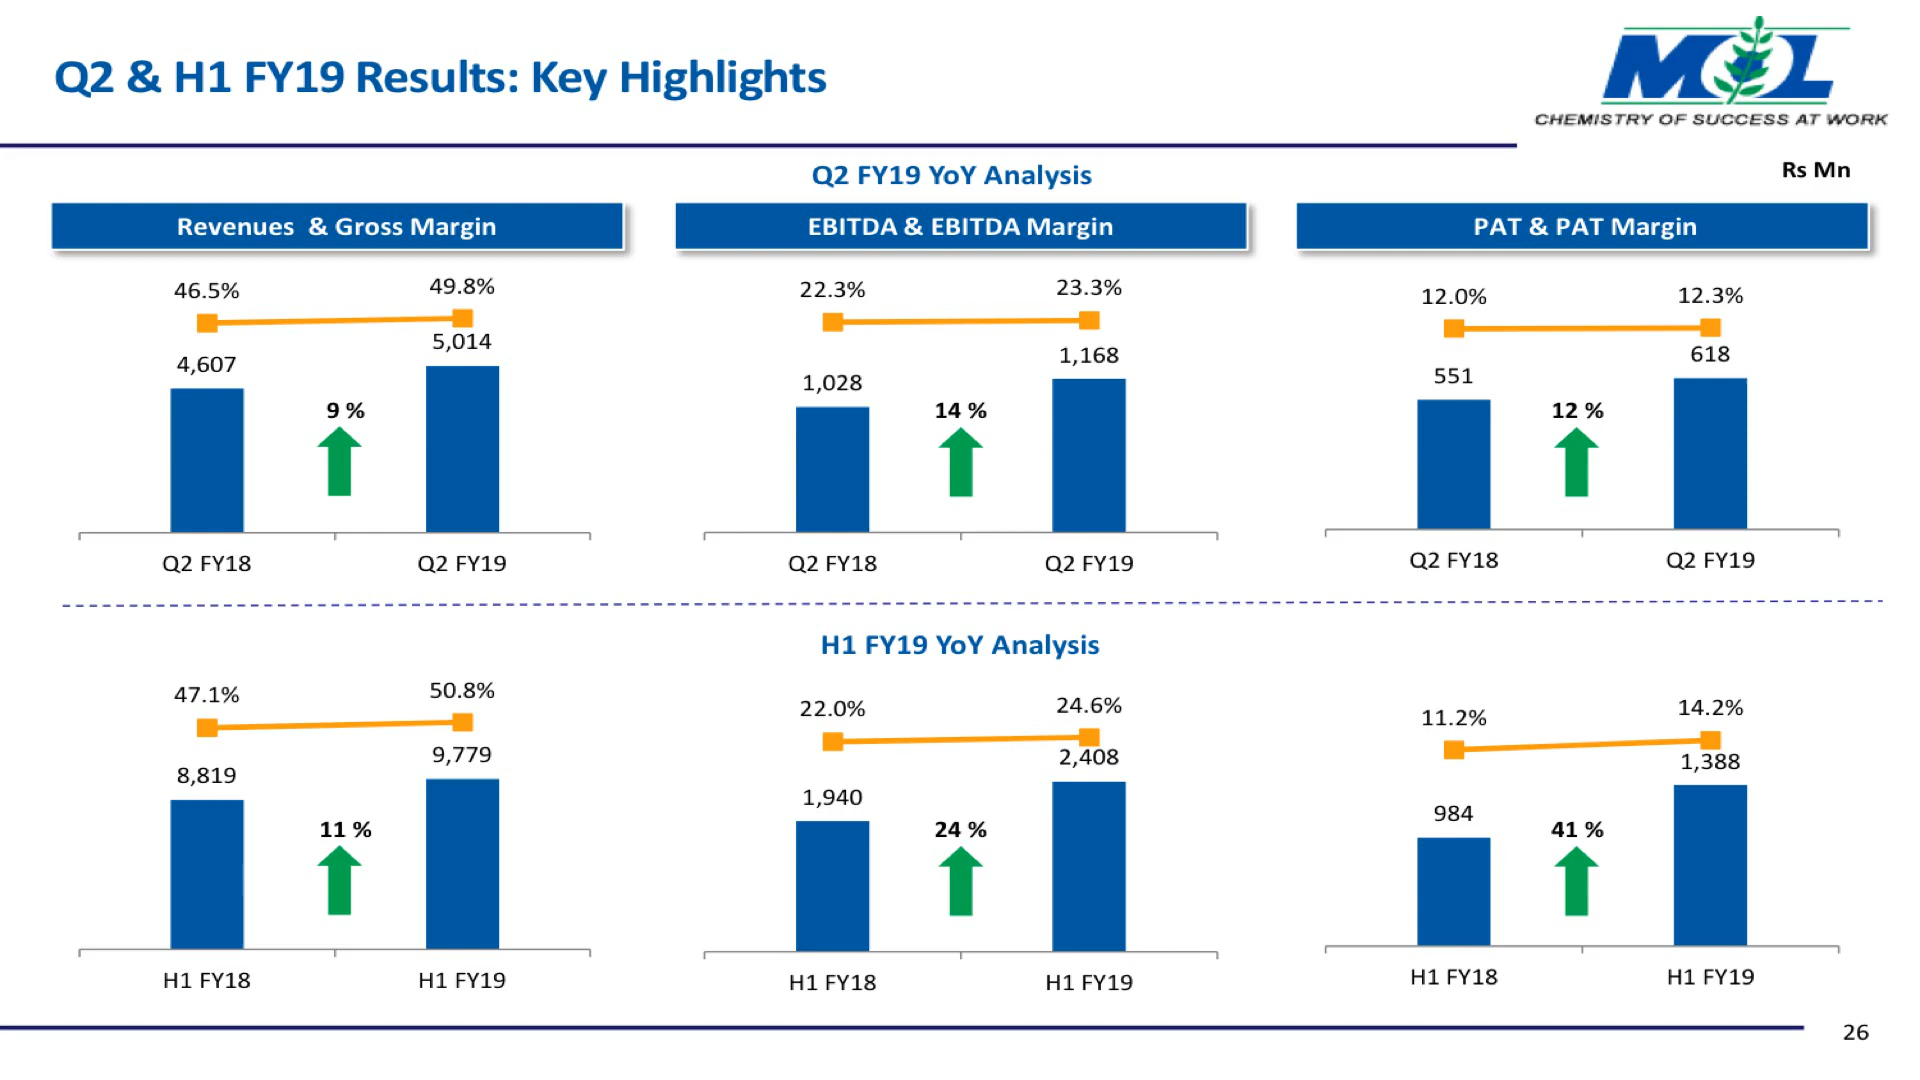 Q2 & H1 FY19 Results: Key Highlights
MOL
CHEMISTRY OF SUCCESS AT WORK
Q2 FY19 YoY Analysis
Rs Mn
Revenues & Gross Margin
46.5%
49.8%
4,607
5,014
9 %
Q2 FY18
Q2 FY19
EBITDA & EBITDA Margin
22.3%
23.3%
1,028
1,168
14 %
Q2 FY18
Q2 FY19
PAT & PAT Margin
12.0%
12.3%
551
618
12 %
Q2 FY18
Q2 FY19
H1 FY19 YoY Analysis
47.1%
50.8%
8,819
9,779
11 %
H1 FY18
H1 FY19
22.0%
24.6%
1,940
2,408
24 %
H1 FY18
H1 FY19
11.2%
14.2%
984
1,388
41 %
H1 FY18
H1 FY19
26